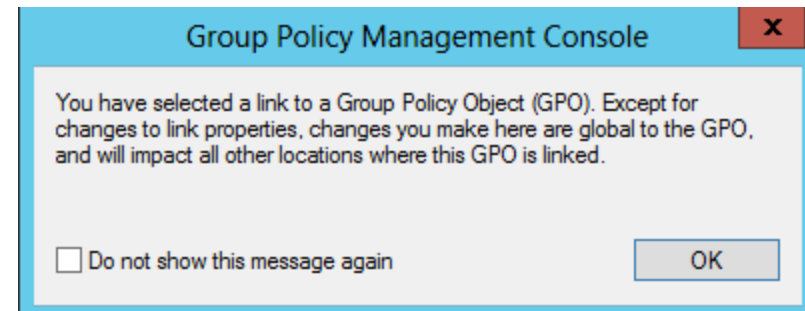 Group Policy Management Console
x
You have selected a link to a Group Policy Object (GPO). Except for
changes to link properties, changes you make here are global to the GPO,
and will impact all other locations where this GPO is linked.
Do not show this message again
OK